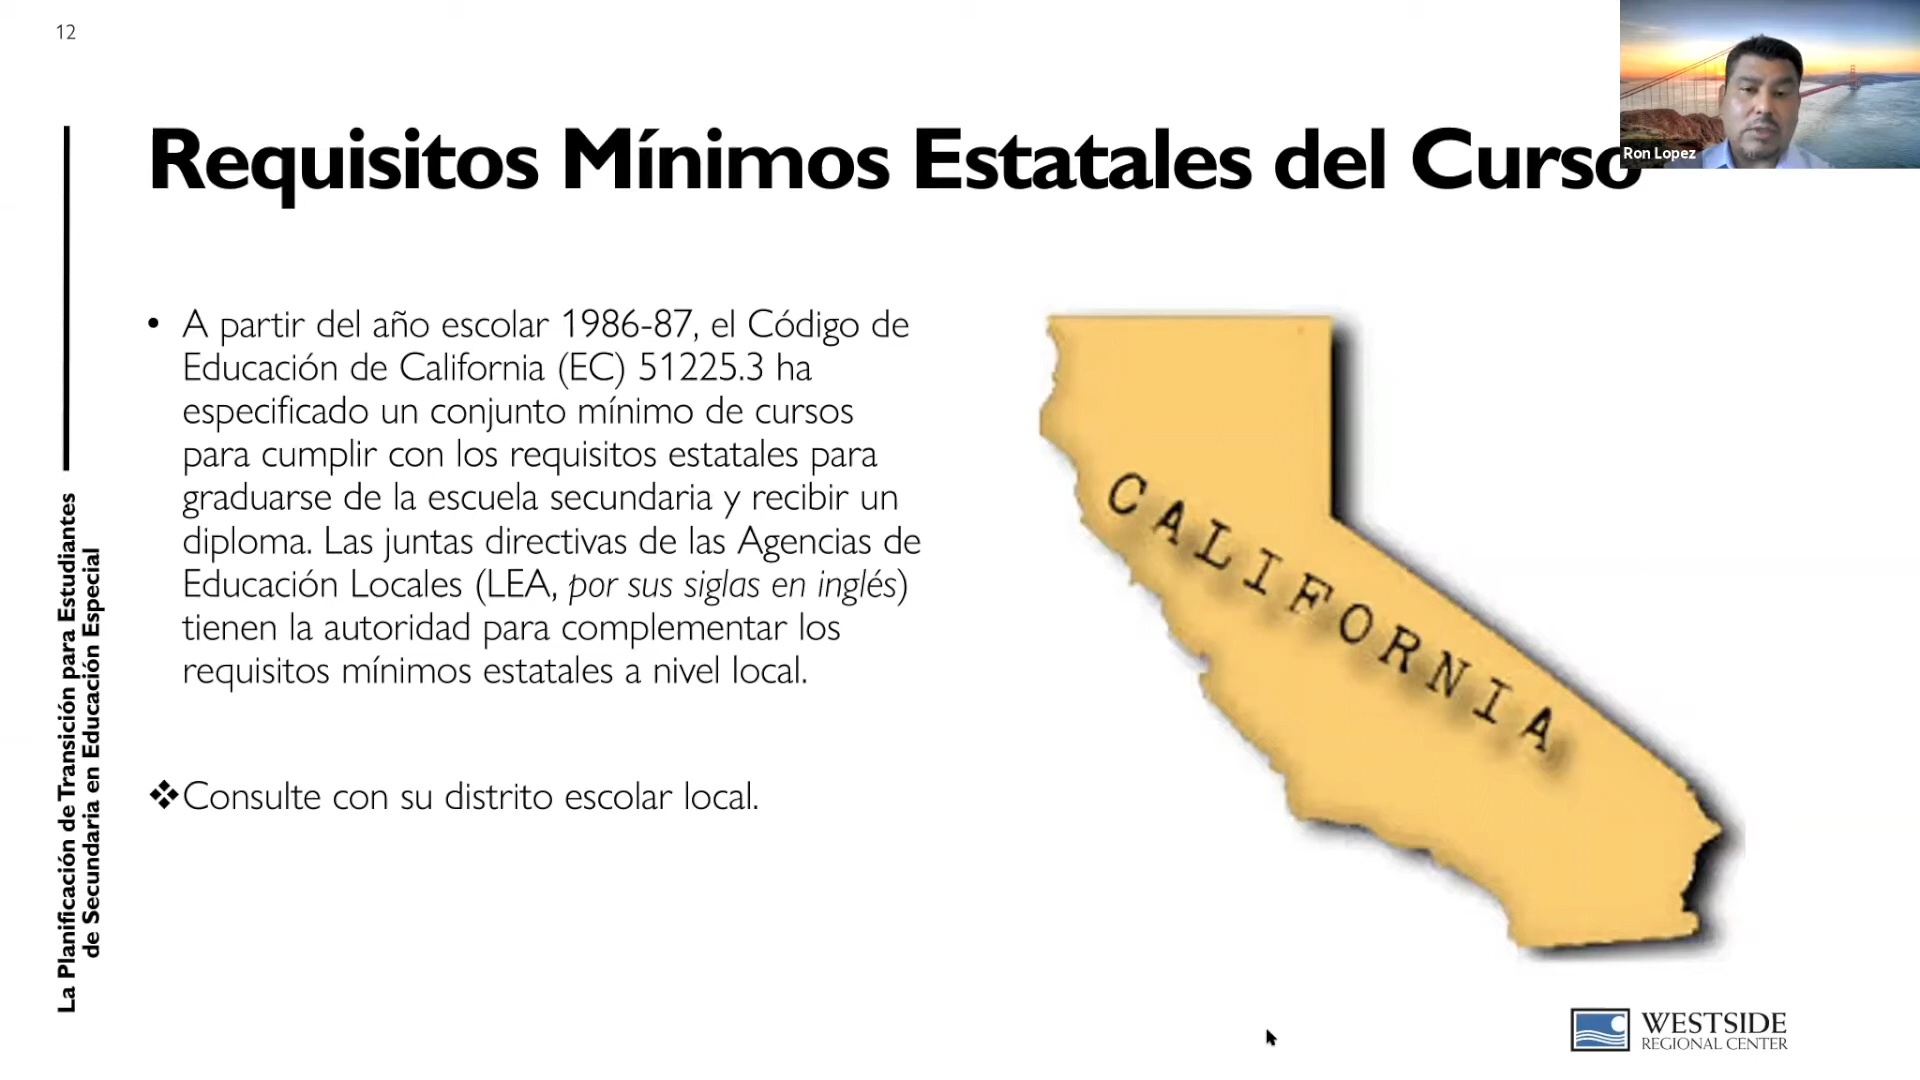 12
Ron Lopez
Requisitos Mínimos Estatales del Curso
• A partir del año escolar 1986-87, el Código de
Educación de California (EC) 51225.3 ha
especificado un conjunto mínimo de cursos
para cumplir con los requisitos estatales para
graduarse de la escuela secundaria y recibir un
diploma. Las juntas directivas de las Agencias de
Educación Locales (LEA, por sus siglas en inglés)
tienen la autoridad para complementar los
requisitos mínimos estatales a nivel local.
❖Consulte con su distrito escolar local.
CALIFORNIA
La Planificación de Transición para Estudiantes
de Secundaria en Educación Especial
WESTSIDE
REGIONAL CENTER